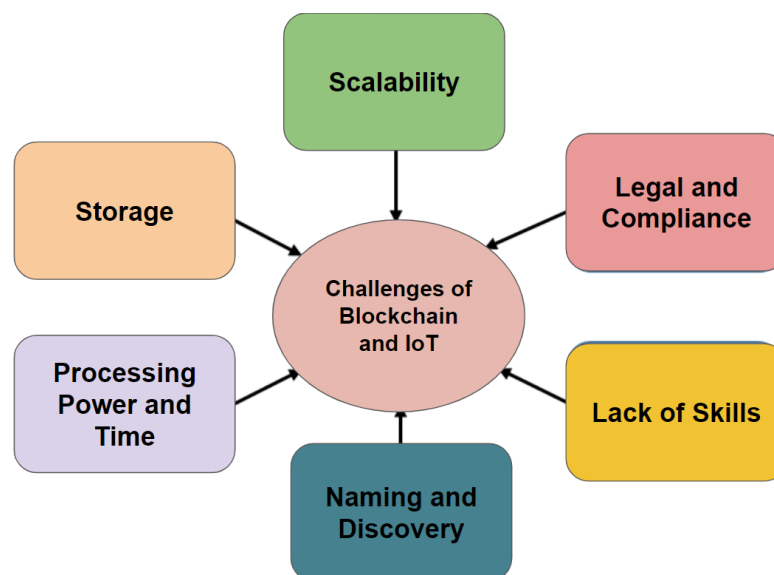 Scalability
Storage
Legal and
Compliance
Challenges of
Blockchain
and IoT
Processing
Power and
Time
Lack of Skills
Naming and
Discovery